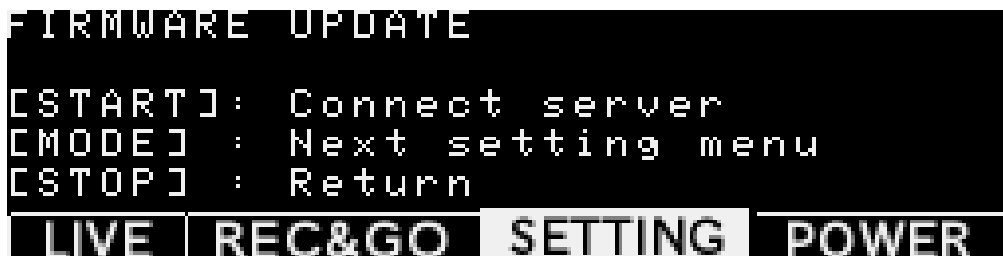 FIRMWARE UPDATE
[START]: Connect server
[MODE] : Next setting menu
[STOP] : Return
LIVE REC&GO SETTING POWER